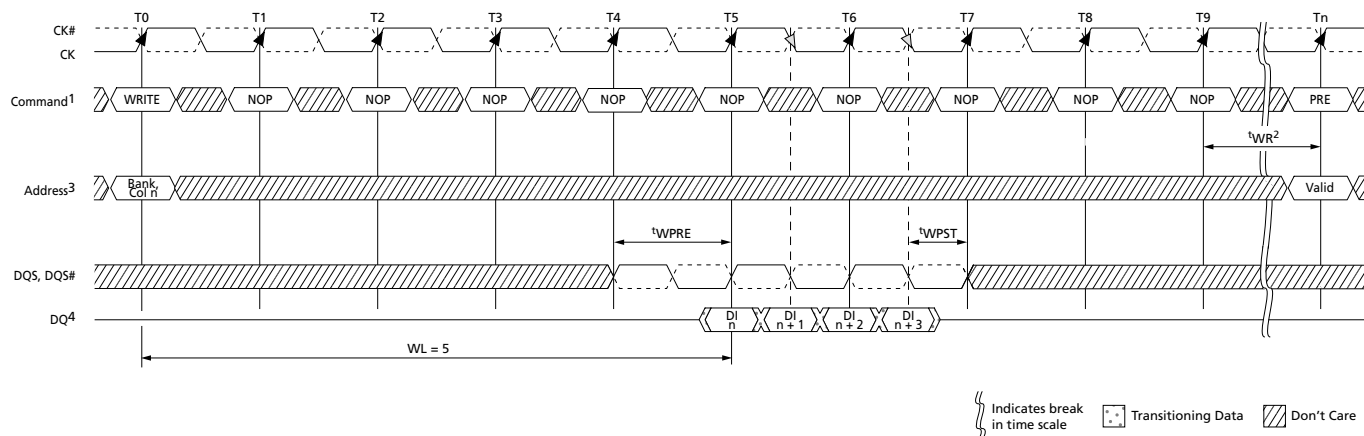 T0 T1 T2 T3 T4 T5 T6 T7 T8 T9 Tn
CK#
CK
Command1 WRITE NOP NOP NOP NOP NOP NOP NOP NOP NOP PRE
tWR2
Address3 Bank, Col n Valid
tWPRE tWPST
DQS, DQS#
DQ4 DI n DI n + 1 DI n + 2 DI n + 3
WL = 5
Indicates break in time scale Transitioning Data Don't Care